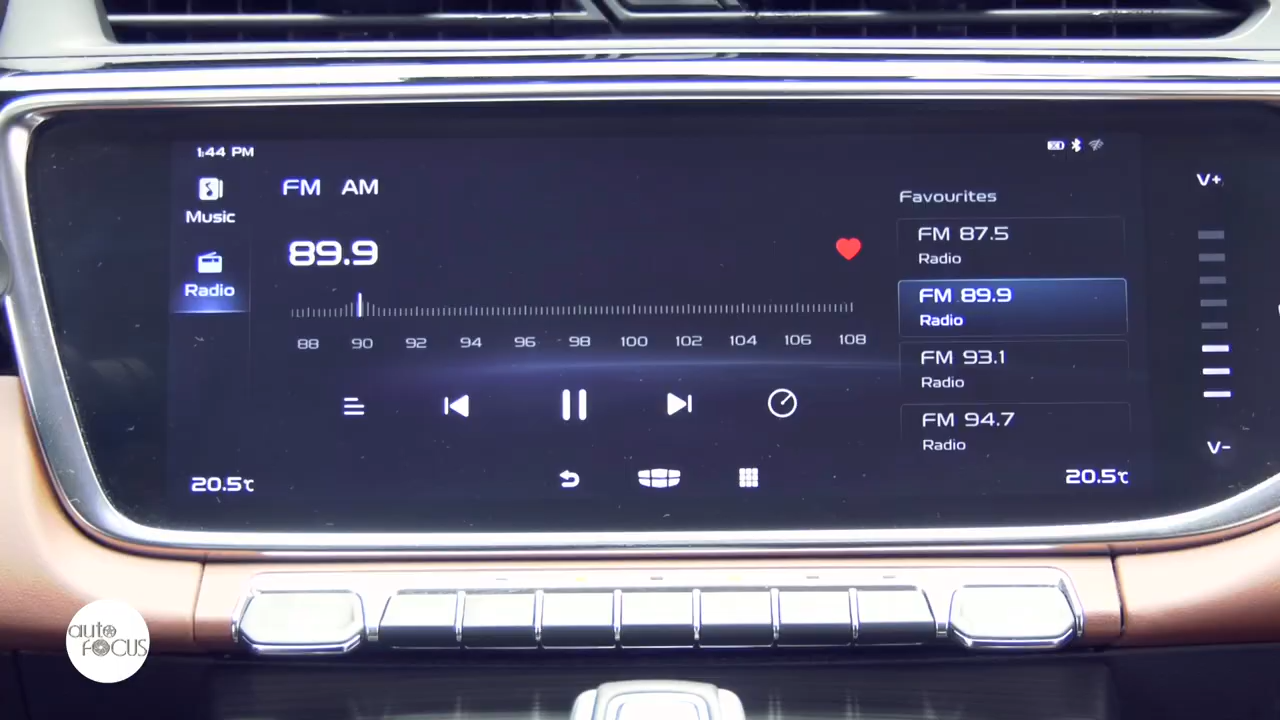 1:44 PM
Music
Radio
FM AM
89.9
88 90 92 94 96 98 100 102 104 106 108
Favourites
FM 87.5
Radio
FM 89.9
Radio
FM 93.1
Radio
FM 94.7
Radio
V+
V-
20.5℃
20.5℃
auto
FOCUS